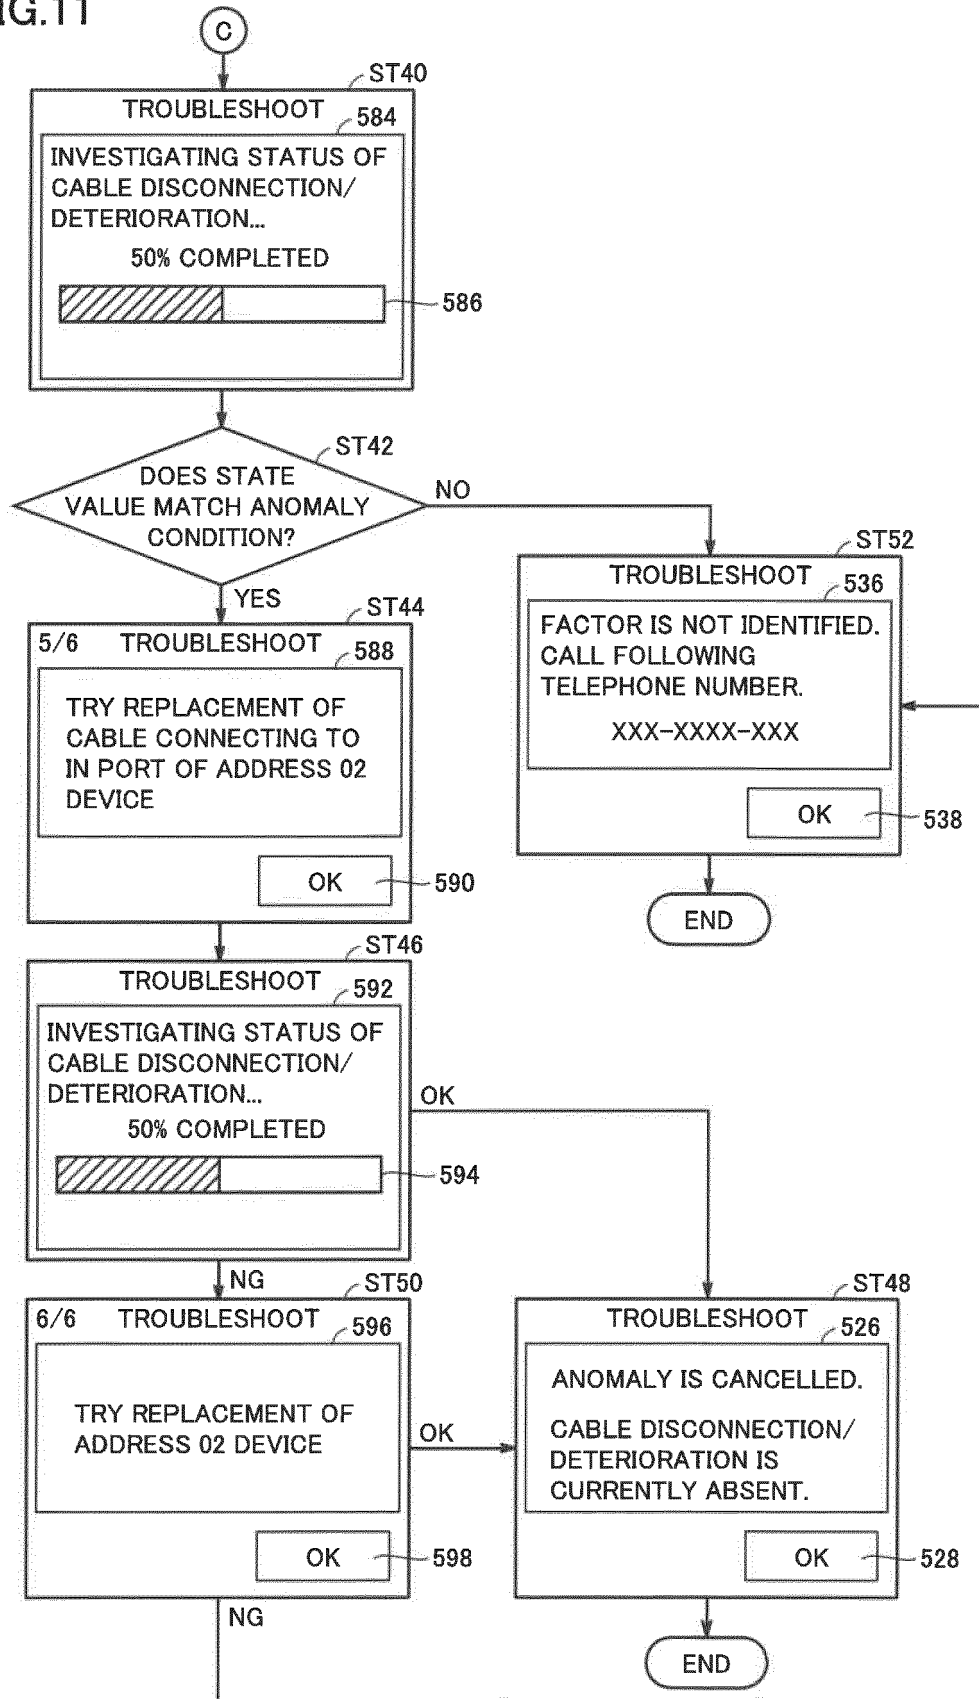 FIG.11
C
ST40
TROUBLESHOOT
584
INVESTIGATING STATUS OF
CABLE DISCONNECTION/
DETERIORATION...
50% COMPLETED
586
ST42
DOES STATE
VALUE MATCH ANOMALY
CONDITION?
NO
YES
ST52
TROUBLESHOOT
536
FACTOR IS NOT IDENTIFIED.
CALL FOLLOWING
TELEPHONE NUMBER.
XXX-XXXX-XXX
OK
538
END
ST44
5/6 TROUBLESHOOT
588
TRY REPLACEMENT OF
CABLE CONNECTING TO
IN PORT OF ADDRESS 02
DEVICE
OK
590
ST46
TROUBLESHOOT
592
INVESTIGATING STATUS OF
CABLE DISCONNECTION/
DETERIORATION...
50% COMPLETED
594
OK
NG
ST50
6/6 TROUBLESHOOT
596
TRY REPLACEMENT OF
ADDRESS 02 DEVICE
OK
598
OK
NG
ST48
TROUBLESHOOT
526
ANOMALY IS CANCELLED.
CABLE DISCONNECTION/
DETERIORATION IS
CURRENTLY ABSENT.
OK
528
END